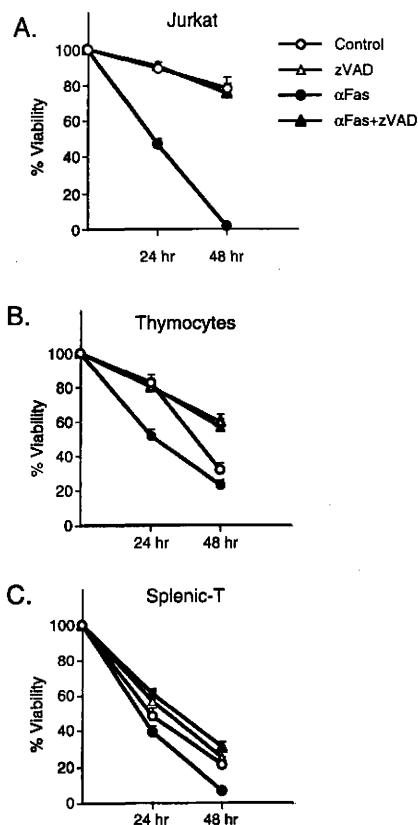 A.
Jurkat
Control
zVAD
αFas
αFas+zVAD
% Viability
100
80
60
40
20
0
24 hr
48 hr
B.
Thymocytes
% Viability
100
80
60
40
20
0
24 hr
48 hr
C.
Splenic-T
% Viability
100
80
60
40
20
0
24 hr
48 hr